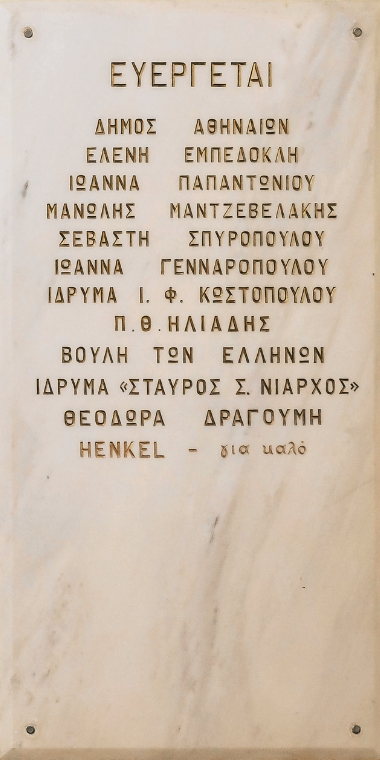 ΕΥΕΡΓΕΤΑΙ
ΔΗΜΟΣ ΑΘΗΝΑΙΩΝ
ΕΛΕΝΗ ΕΜΠΕΔΟΚΛΗ
ΙΩΑΝΝΑ ΠΑΠΑΝΤΩΝΙΟΥ
ΜΑΝΩΛΗΣ ΜΑΝΤΖΕΒΕΛΑΚΗΣ
ΣΕΒΑΣΤΗ ΣΠΥΡΟΠΟΥΛΟΥ
ΙΩΑΝΝΑ ΓΕΝΝΑΡΟΠΟΥΛΟΥ
ΙΔΡΥΜΑ Ι. Φ. ΚΩΣΤΟΠΟΥΛΟΥ
Π.Θ.ΗΛΙΑΔΗΣ
ΒΟΥΛΗ ΤΩΝ ΕΛΛΗΝΩΝ
ΙΔΡΥΜΑ «ΣΤΑΥΡΟΣ Σ. ΝΙΑΡΧΟΣ»
ΘΕΟΔΩΡΑ ΔΡΑΓΟΥΜΗ
HENKEL - για καλό